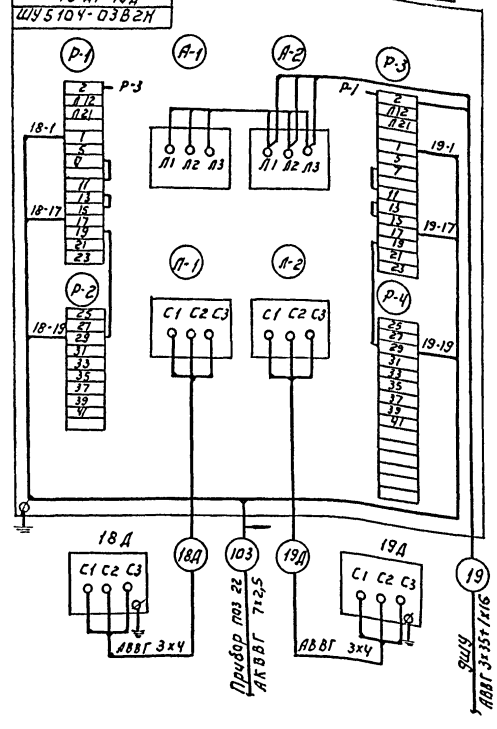 ШУ5104-03В2М
Р-1
А-1
А-2
Р-3
2
Р-3
Л12
Л21
18-1
1
5
7
11
13
15
18-17
17
19
21
23
Л1 Л2 Л3
Л1 Л2 Л3
Р-1
2
Л12
Л21
1
19-1
5
7
11
13
15
19-17
17
19
21
23
Р-2
Л-1
Л-2
Р-4
25
27
18-19
29
31
33
35
37
39
41
С1 С2 С3
С1 С2 С3
25
27
29
19-19
31
33
35
37
39
41
18Д
18Д
103
19Д
19Д
19
С1 С2 С3
С1 С2 С3
АВВГ 3х4
Прибор поз 22
АКВВГ 7х2,5
АВВГ 3х4
ЯШУ
АВВГ 3х35+1х16